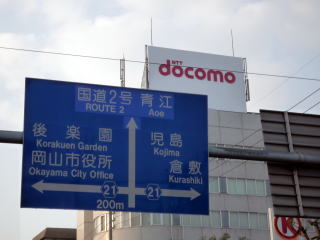 NTT
docomo
国道2号 青江
ROUTE 2 Aoe
後楽園 児島
Korakuen Garden Kojima
岡山市役所 倉敷
Okayama City Office Kurashiki
21 21
200m
K